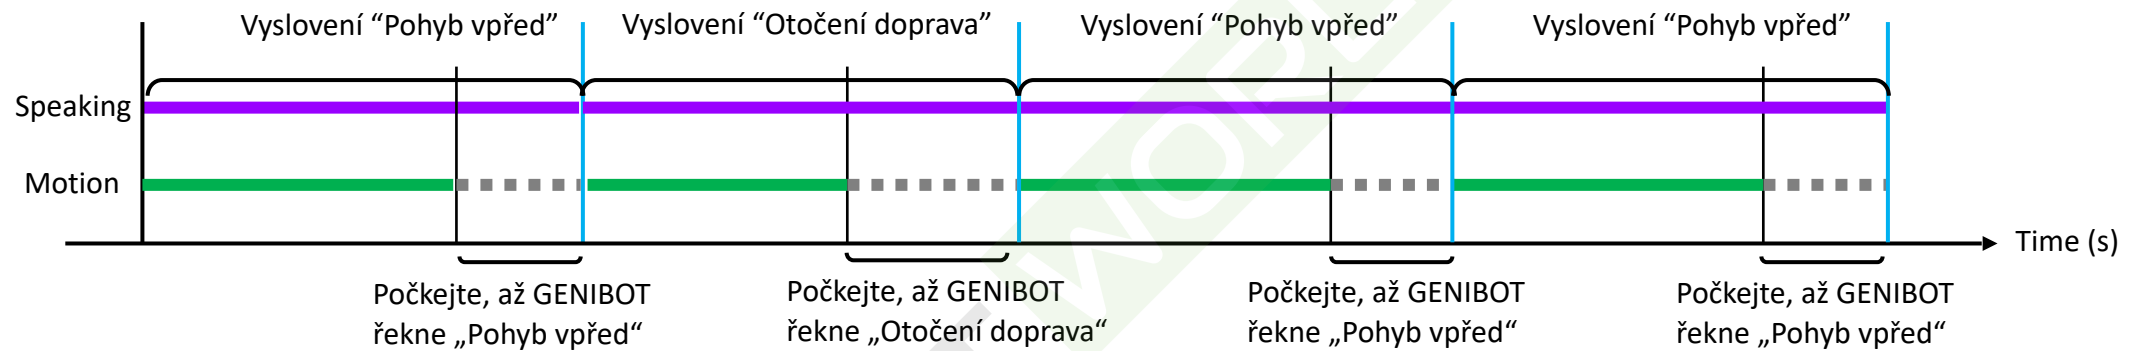 Vyslovení “Pohyb vpřed”
Vyslovení “Otočení doprava”
Vyslovení “Pohyb vpřed”
Vyslovení “Pohyb vpřed”
Speaking
Motion
Time (s)
Počkejte, až GENIBOT
řekne „Pohyb vpřed“
Počkejte, až GENIBOT
řekne „Otočení doprava“
Počkejte, až GENIBOT
řekne „Pohyb vpřed“
Počkejte, až GENIBOT
řekne „Pohyb vpřed“